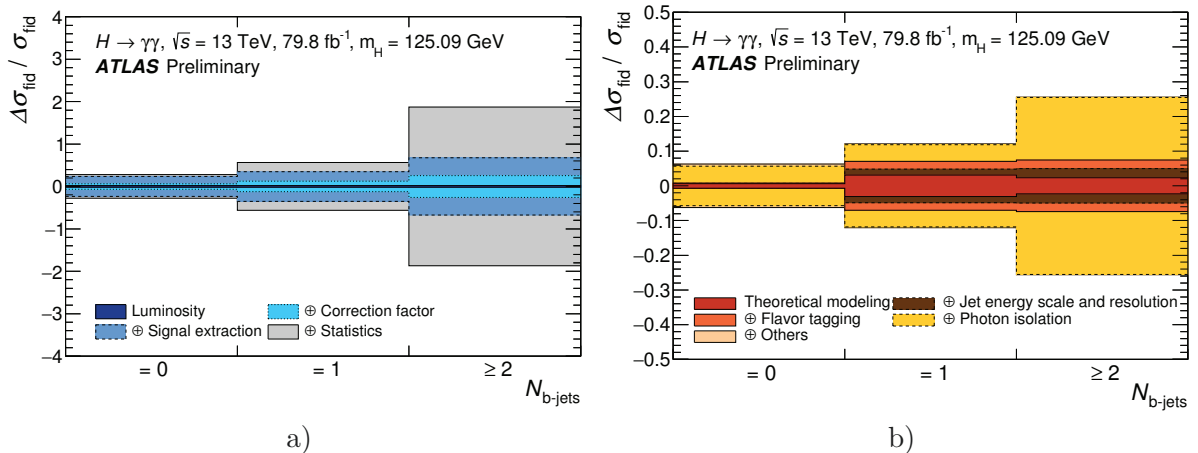 H → γγ, √s = 13 TeV, 79.8 fb⁻¹, m_H = 125.09 GeV
ATLAS Preliminary
Δσ_fid / σ_fid
4
3
2
1
0
−1
−2
−3
−4
Luminosity
⊕ Correction factor
⊕ Signal extraction
⊕ Statistics
= 0
= 1
≥ 2
N_b-jets
a)
H → γγ, √s = 13 TeV, 79.8 fb⁻¹, m_H = 125.09 GeV
ATLAS Preliminary
Δσ_fid / σ_fid
0.5
0.4
0.3
0.2
0.1
0
−0.1
−0.2
−0.3
−0.4
−0.5
Theoretical modeling
⊕ Jet energy scale and resolution
⊕ Flavor tagging
⊕ Photon isolation
⊕ Others
= 0
= 1
≥ 2
N_b-jets
b)